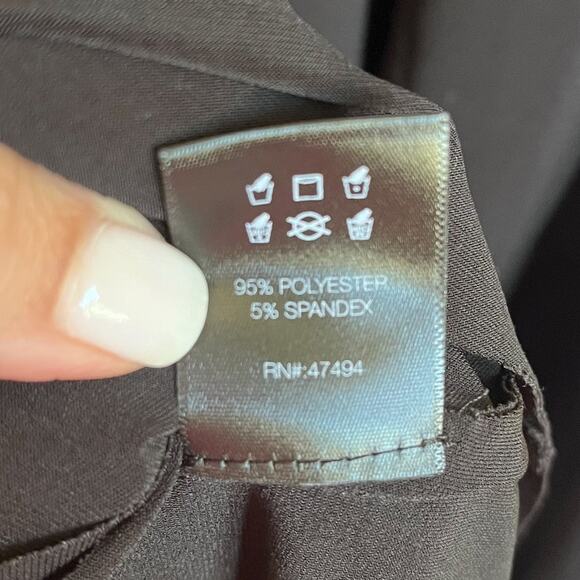 95% POLYESTER
5% SPANDEX
RN#:47494